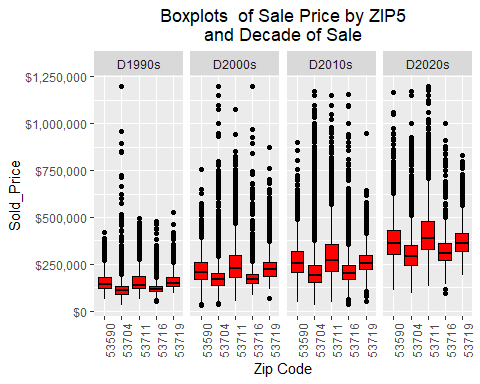 Boxplots of Sale Price by ZIP5
and Decade of Sale
D1990s D2000s D2010s D2020s
$1,250,000
$1,000,000
$750,000
$500,000
$250,000
$0
Sold_Price
53590 53704 53711 53716 53719 53590 53704 53711 53716 53719 53590 53704 53711 53716 53719 53590 53704 53711 53716 53719
Zip Code